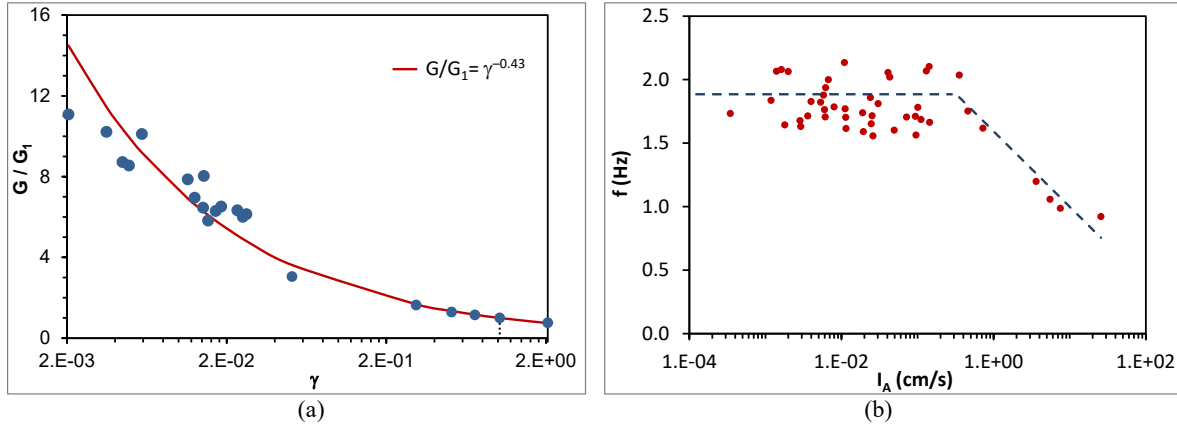 16
12
8
4
0
G / G1
G/G1= γ–0.43
2.E-03
2.E-02
2.E-01
2.E+00
γ
(a)
2.5
2.0
1.5
1.0
0.5
0.0
f (Hz)
1.E-04
1.E-02
1.E+00
1.E+02
IA (cm/s)
(b)